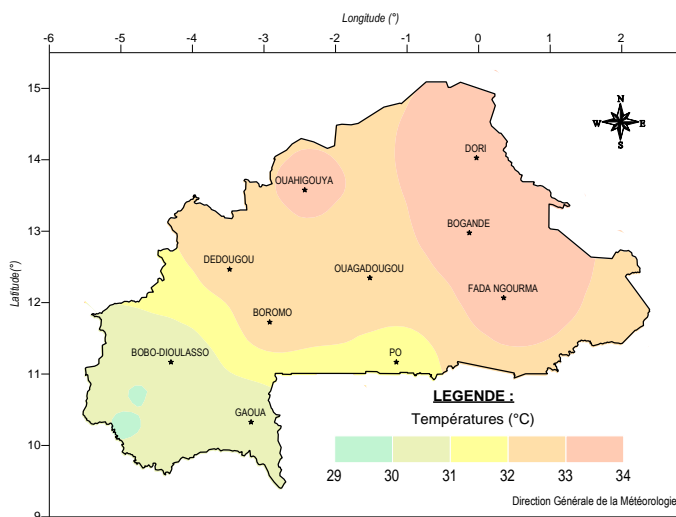 Longitude (°)
-6 -5 -4 -3 -2 -1 0 1 2
Latitude(°)
15
14
13
12
11
10
9
N
W E
S
DORI
OUAHIGOUYA
BOGANDE
DEDOUGOU
OUAGADOUGOU
FADA NGOURMA
BOROMO
BOBO-DIOULASSO
PO
GAOUA
LEGENDE :
Températures (°C)
29 30 31 32 33 34
Direction Générale de la Météorologie